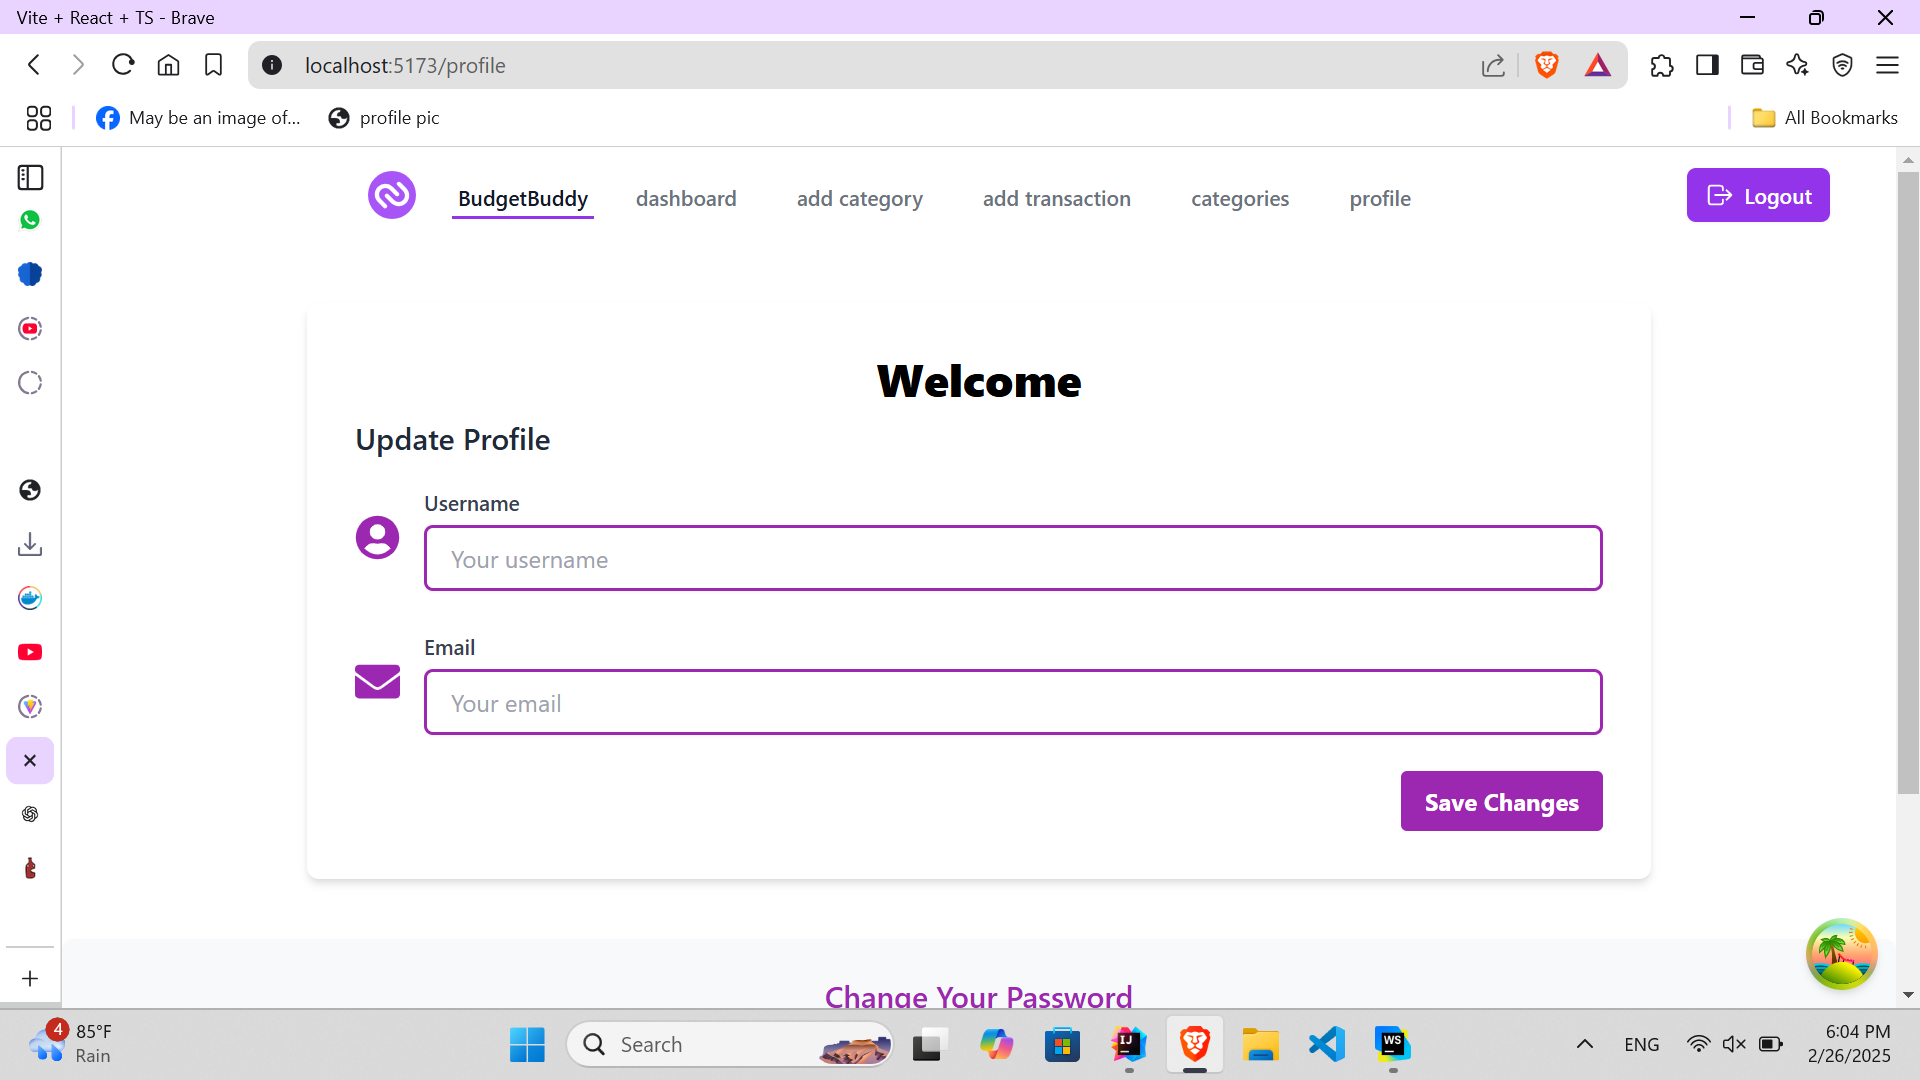 Vite + React + TS - Brave
localhost:5173/profile
May be an image of...
profile pic
All Bookmarks
BudgetBuddy
dashboard
add category
add transaction
categories
profile
Logout
Welcome
Update Profile
Username
Your username
Email
Your email
Save Changes
Change Your Password
4
85°F
Rain
Search
IJ
WS
ENG
6:04 PM
2/26/2025